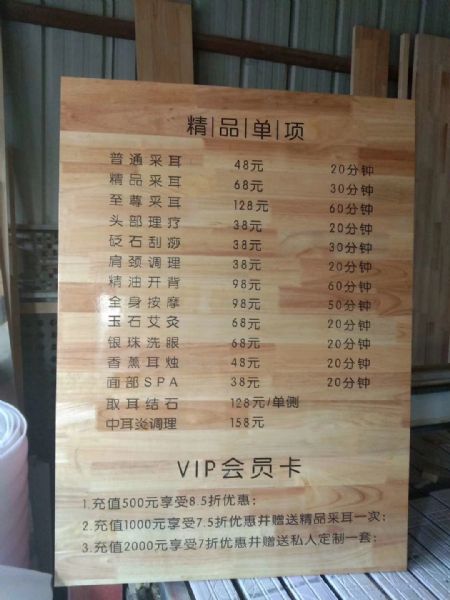 精|品|单|项
普通采耳 48元 20分钟
精品采耳 68元 30分钟
至尊采耳 128元 60分钟
头部理疗 38元 20分钟
砭石刮痧 38元 30分钟
肩颈调理 38元 20分钟
精油开背 98元 60分钟
全身按摩 98元 50分钟
玉石艾灸 68元 20分钟
银珠洗眼 68元 20分钟
香薰耳烛 48元 20分钟
面部SPA 38元 20分钟
取耳结石 128元/单侧
中耳炎调理 158元
VIP会员卡
1.充值500元享受8.5折优惠;
2.充值1000元享受7.5折优惠并赠送精品采耳一次;
3.充值2000元享受7折优惠并赠送私人定制一套;